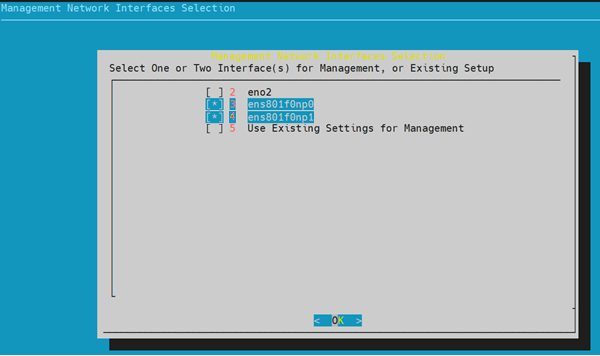 Management Network Interfaces Selection
Management Network Interfaces Selection
Select One or Two Interface(s) for Management, or Existing Setup
[ ] 2 eno2
[*] 3 ens801f0np0
[*] 4 ens801f0np1
[ ] 5 Use Existing Settings for Management
< OK >